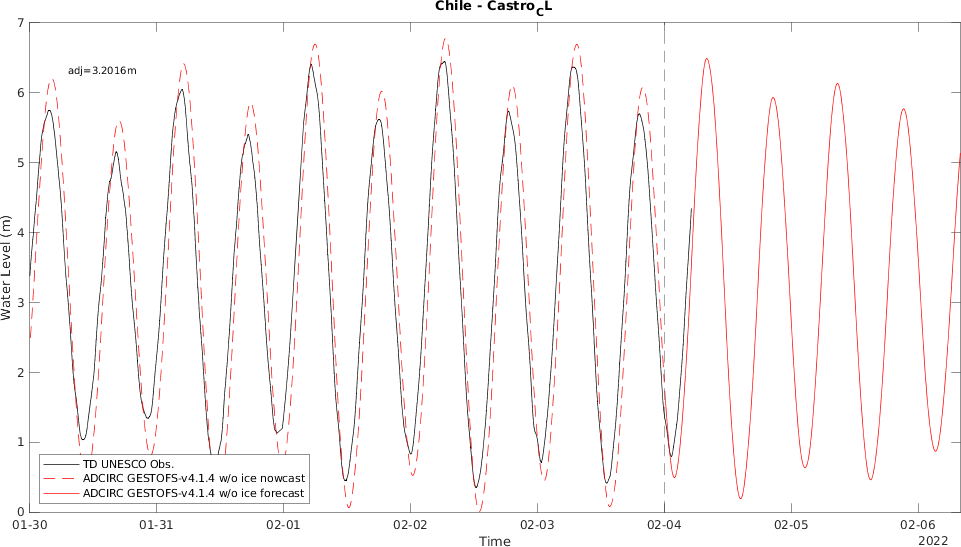 Chile - CastroCL
7
6
5
4
3
2
1
0
adj=3.2016m
Water Level (m)
TD UNESCO Obs.
ADCIRC GESTOFS-v4.1.4 w/o ice nowcast
ADCIRC GESTOFS-v4.1.4 w/o ice forecast
01-30 01-31 02-01 02-02 02-03 02-04 02-05 02-06
Time
2022